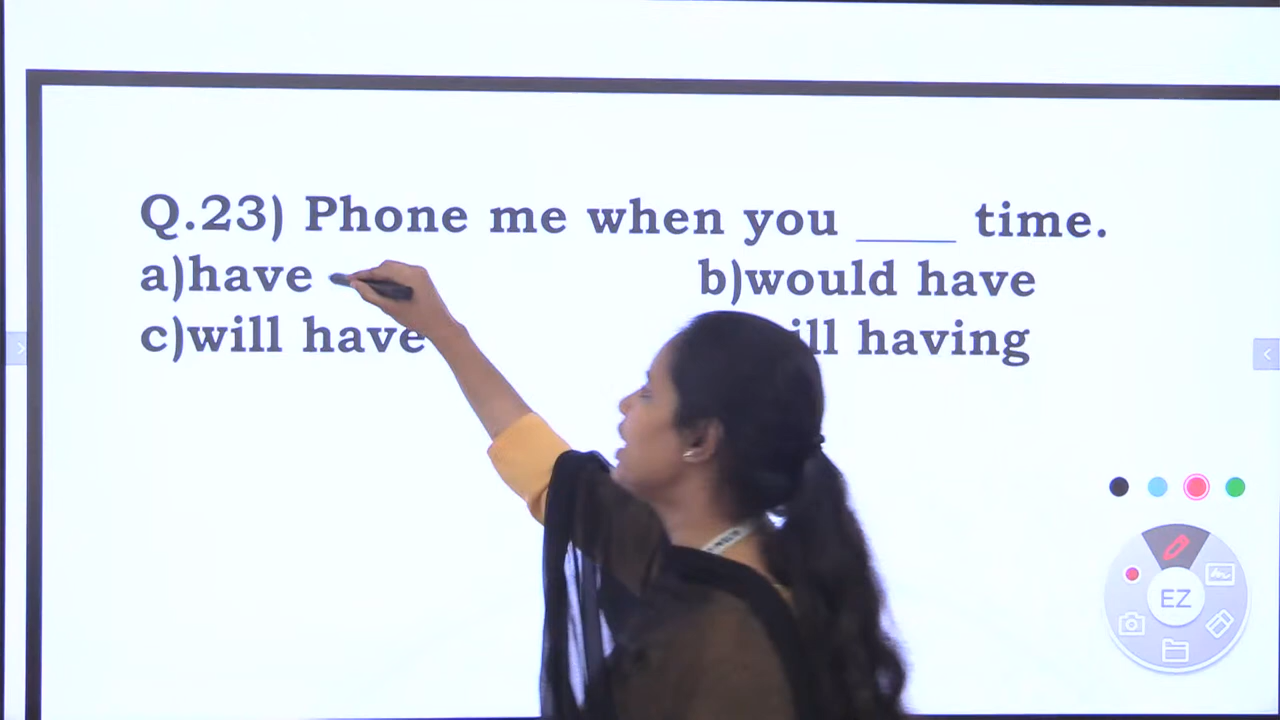 Q.23) Phone me when you ____ time.
a)have b)would have
c)will have having
EZ